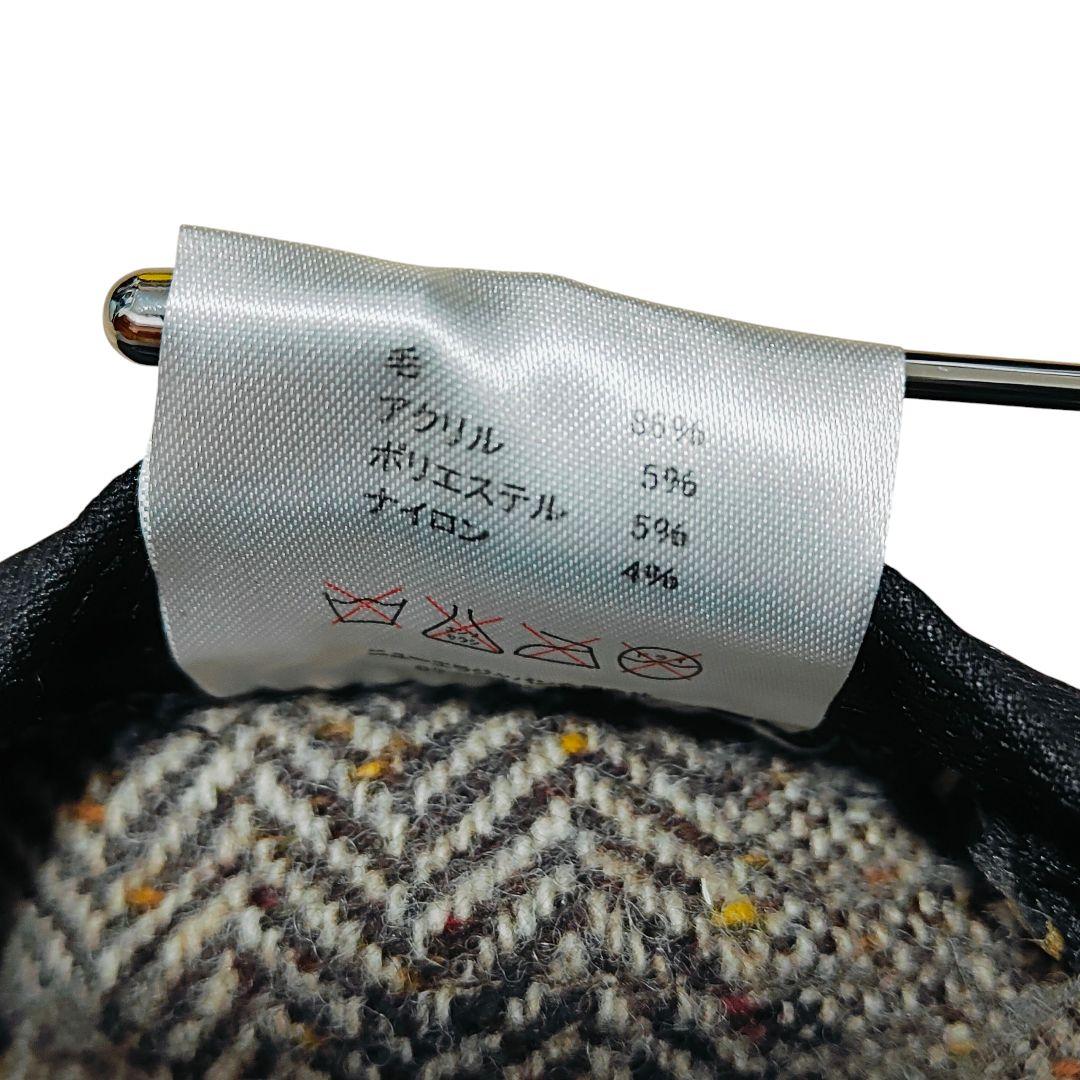 毛 86%
アクリル 5%
ポリエステル 5%
ナイロン 4%